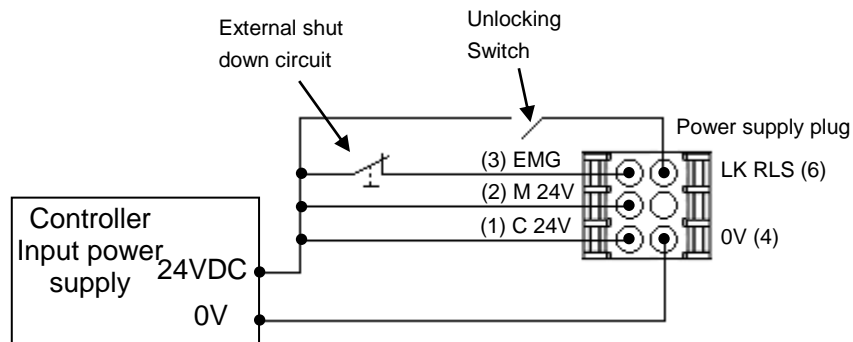 External shut
down circuit
Unlocking
Switch
Power supply plug
(3) EMG
LK RLS (6)
(2) M 24V
(1) C 24V
0V (4)
Controller
Input power
supply
24VDC
0V